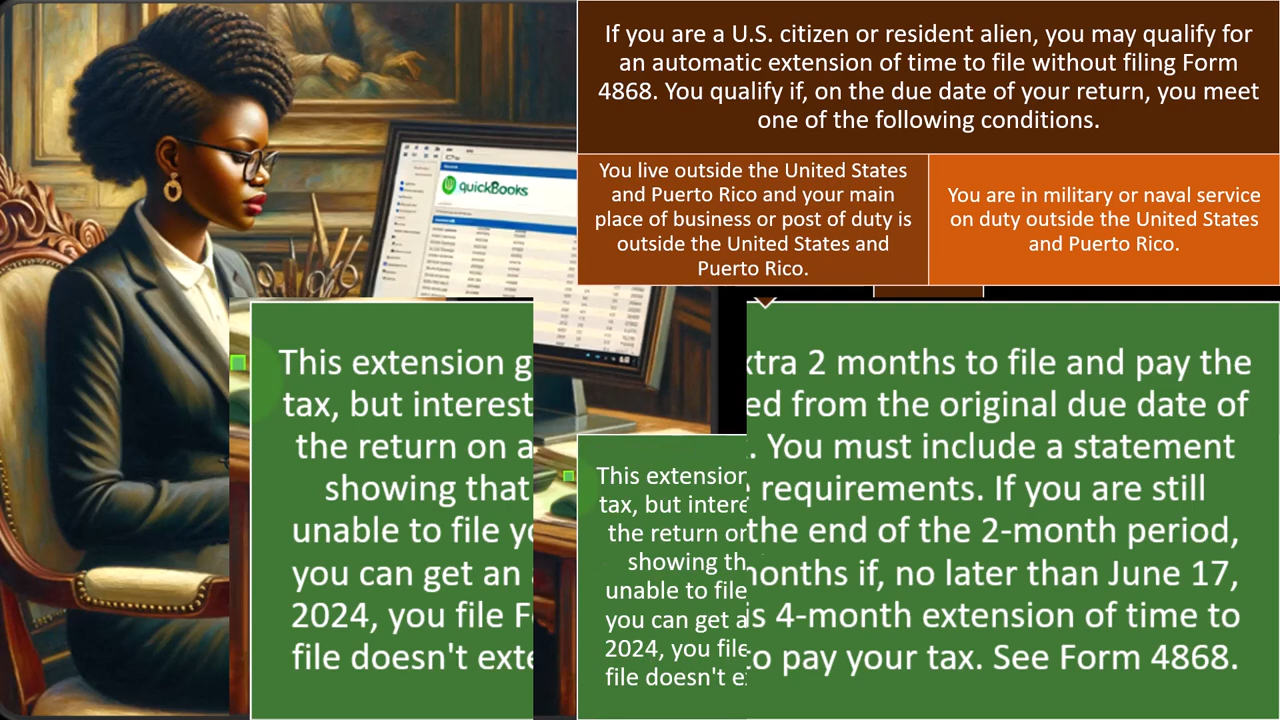 If you are a U.S. citizen or resident alien, you may qualify for
an automatic extension of time to file without filing Form
4868. You qualify if, on the due date of your return, you meet
one of the following conditions.
You live outside the United States
and Puerto Rico and your main
place of business or post of duty is
outside the United States and
Puerto Rico.
You are in military or naval service
on duty outside the United States
and Puerto Rico.
quickBooks
This extension g
tax, but interest
the return on a
showing that
unable to file yo
you can get an
2024, you file F
file doesn't exte
This extension
tax, but intere
the return on
showing th
unable to file
you can get a
2024, you file
file doesn't e
xtra 2 months to file and pay the
ed from the original due date of
. You must include a statement
requirements. If you are still
the end of the 2-month period,
months if, no later than June 17,
is 4-month extension of time to
to pay your tax. See Form 4868.